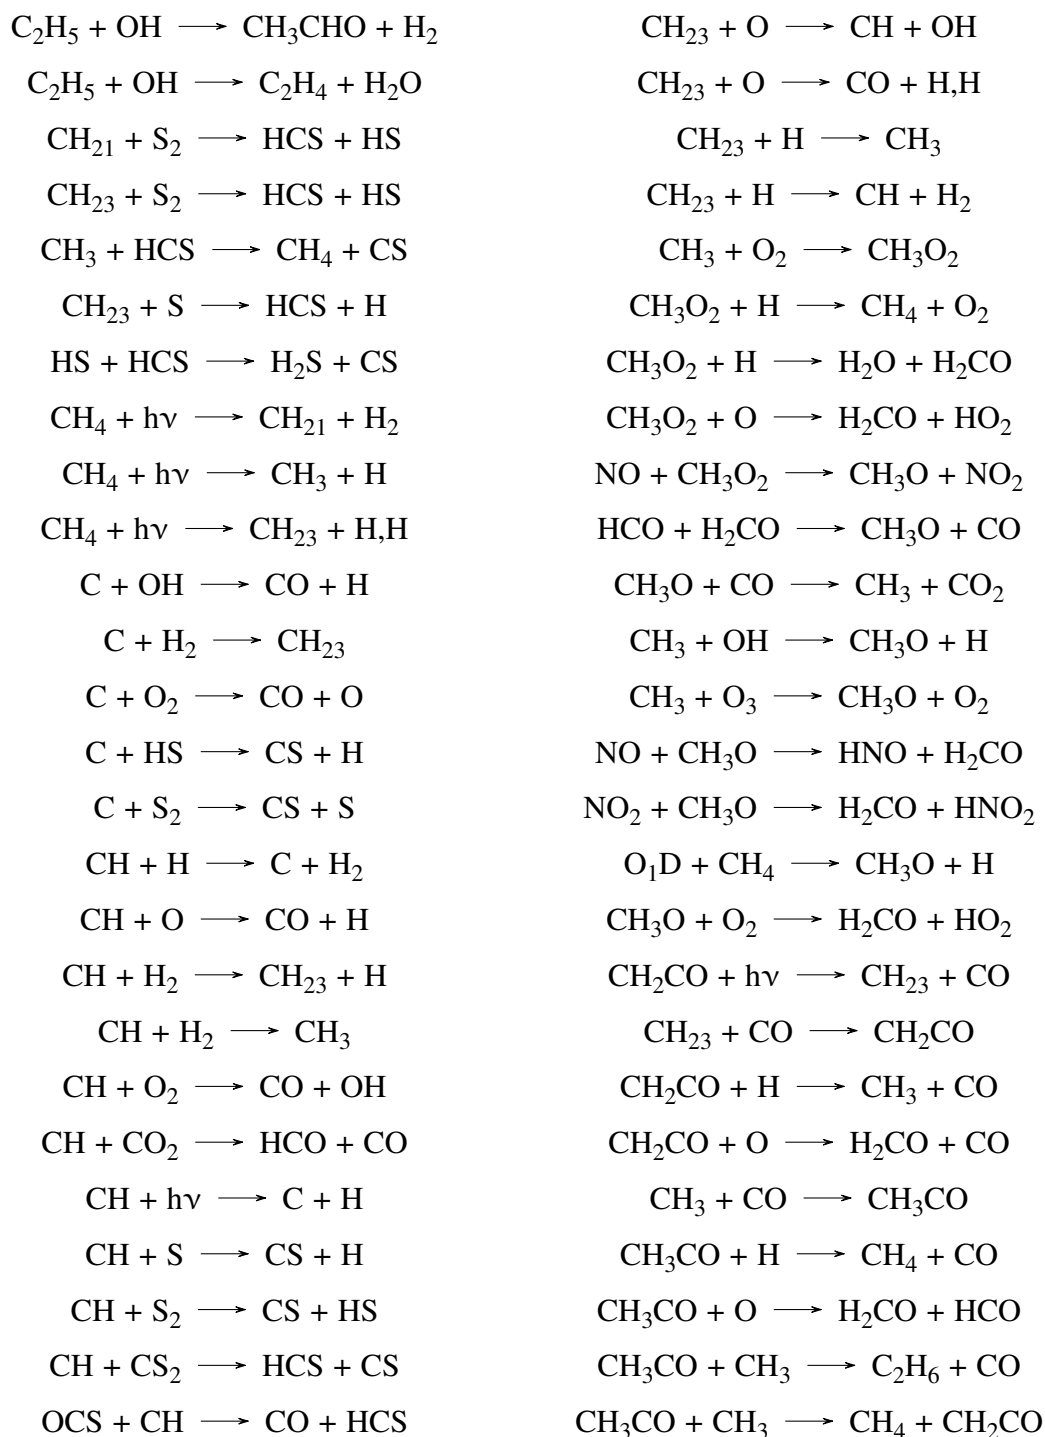 C₂H₅ + OH ⟶ CH₃CHO + H₂
C₂H₅ + OH ⟶ C₂H₄ + H₂O
CH₂₁ + S₂ ⟶ HCS + HS
CH₂₃ + S₂ ⟶ HCS + HS
CH₃ + HCS ⟶ CH₄ + CS
CH₂₃ + S ⟶ HCS + H
HS + HCS ⟶ H₂S + CS
CH₄ + hν ⟶ CH₂₁ + H₂
CH₄ + hν ⟶ CH₃ + H
CH₄ + hν ⟶ CH₂₃ + H,H
C + OH ⟶ CO + H
C + H₂ ⟶ CH₂₃
C + O₂ ⟶ CO + O
C + HS ⟶ CS + H
C + S₂ ⟶ CS + S
CH + H ⟶ C + H₂
CH + O ⟶ CO + H
CH + H₂ ⟶ CH₂₃ + H
CH + H₂ ⟶ CH₃
CH + O₂ ⟶ CO + OH
CH + CO₂ ⟶ HCO + CO
CH + hν ⟶ C + H
CH + S ⟶ CS + H
CH + S₂ ⟶ CS + HS
CH + CS₂ ⟶ HCS + CS
OCS + CH ⟶ CO + HCS
CH₂₃ + O ⟶ CH + OH
CH₂₃ + O ⟶ CO + H,H
CH₂₃ + H ⟶ CH₃
CH₂₃ + H ⟶ CH + H₂
CH₃ + O₂ ⟶ CH₃O₂
CH₃O₂ + H ⟶ CH₄ + O₂
CH₃O₂ + H ⟶ H₂O + H₂CO
CH₃O₂ + O ⟶ H₂CO + HO₂
NO + CH₃O₂ ⟶ CH₃O + NO₂
HCO + H₂CO ⟶ CH₃O + CO
CH₃O + CO ⟶ CH₃ + CO₂
CH₃ + OH ⟶ CH₃O + H
CH₃ + O₃ ⟶ CH₃O + O₂
NO + CH₃O ⟶ HNO + H₂CO
NO₂ + CH₃O ⟶ H₂CO + HNO₂
O₁D + CH₄ ⟶ CH₃O + H
CH₃O + O₂ ⟶ H₂CO + HO₂
CH₂CO + hν ⟶ CH₂₃ + CO
CH₂₃ + CO ⟶ CH₂CO
CH₂CO + H ⟶ CH₃ + CO
CH₂CO + O ⟶ H₂CO + CO
CH₃ + CO ⟶ CH₃CO
CH₃CO + H ⟶ CH₄ + CO
CH₃CO + O ⟶ H₂CO + HCO
CH₃CO + CH₃ ⟶ C₂H₆ + CO
CH₃CO + CH₃ ⟶ CH₄ + CH₂CO